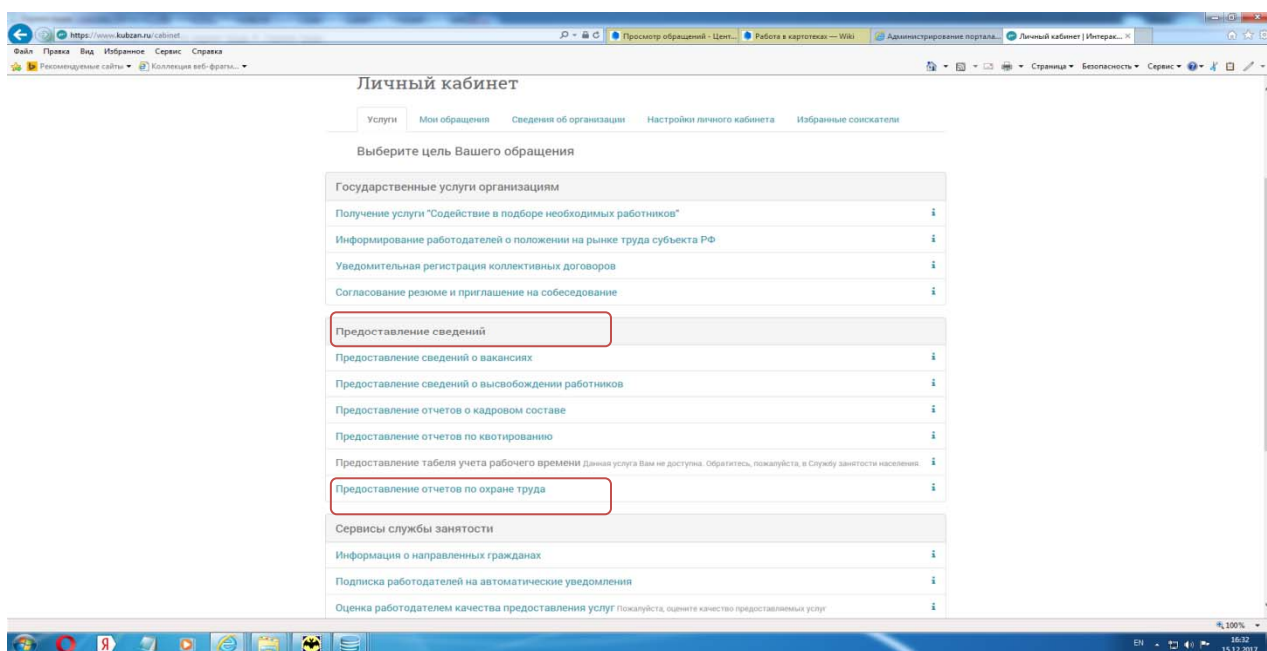 https://www.kubzan.ru/cabinet
Просмотр обращений - Цент...
Работа в картотеках — Wiki
Администрирование портала...
Личный кабинет | Интерак...
Файл Правка Вид Избранное Сервис Справка
Рекомендуемые сайты Коллекция веб-фрагм...
Страница Безопасность Сервис
Личный кабинет
Услуги Мои обращения Сведения об организации Настройки личного кабинета Избранные соискатели
Выберите цель Вашего обращения
Государственные услуги организациям
Получение услуги "Содействие в подборе необходимых работников"
Информирование работодателей о положении на рынке труда субъекта РФ
Уведомительная регистрация коллективных договоров
Согласование резюме и приглашение на собеседование
Предоставление сведений
Предоставление сведений о вакансиях
Предоставление сведений о высвобождении работников
Предоставление отчетов о кадровом составе
Предоставление отчетов по квотированию
Предоставление табеля учета рабочего времени Данная услуга Вам не доступна. Обратитесь, пожалуйста, в Службу занятости населения
Предоставление отчетов по охране труда
Сервисы службы занятости
Информация о направленных гражданах
Подписка работодателей на автоматические уведомления
Оценка работодателем качества предоставления услуг Пожалуйста, оцените качество предоставляемых услуг
100%
EN 16:32
15.12.2017